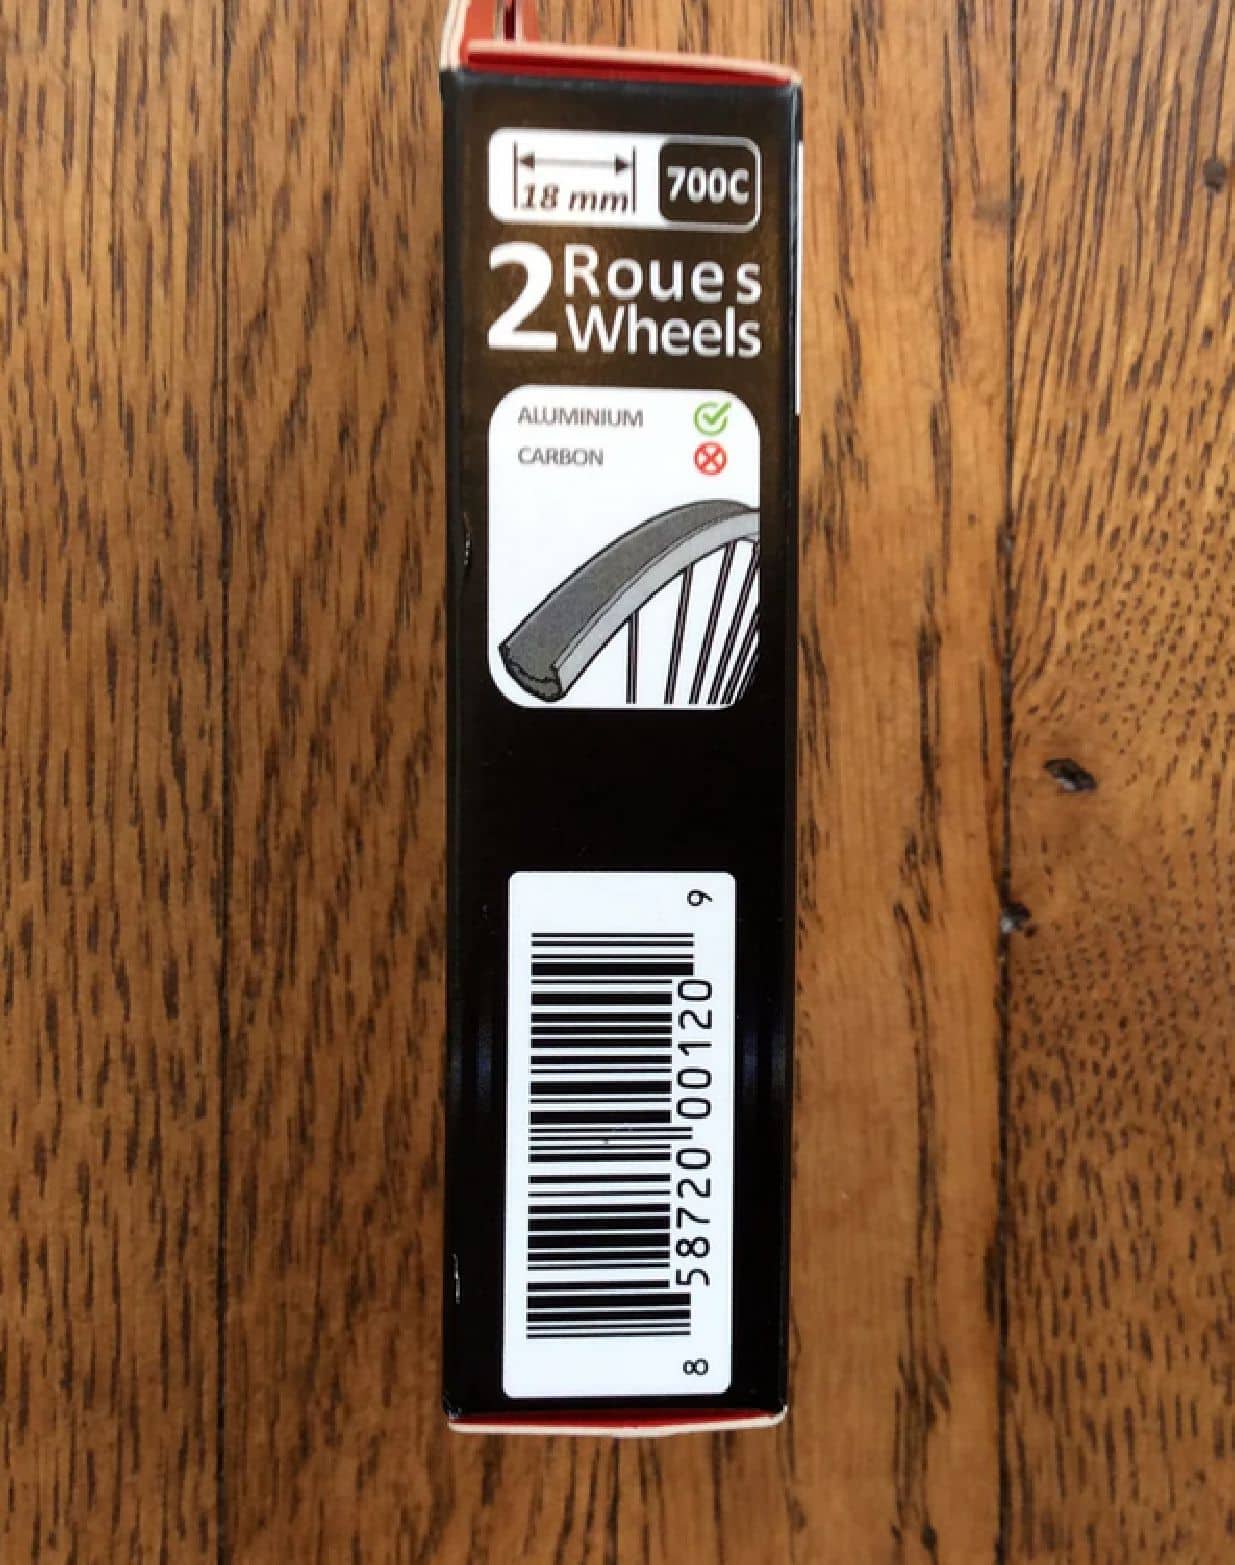 18 mm 700C
2 Roues
Wheels
ALUMINIUM
CARBON
8 58720 00120 9